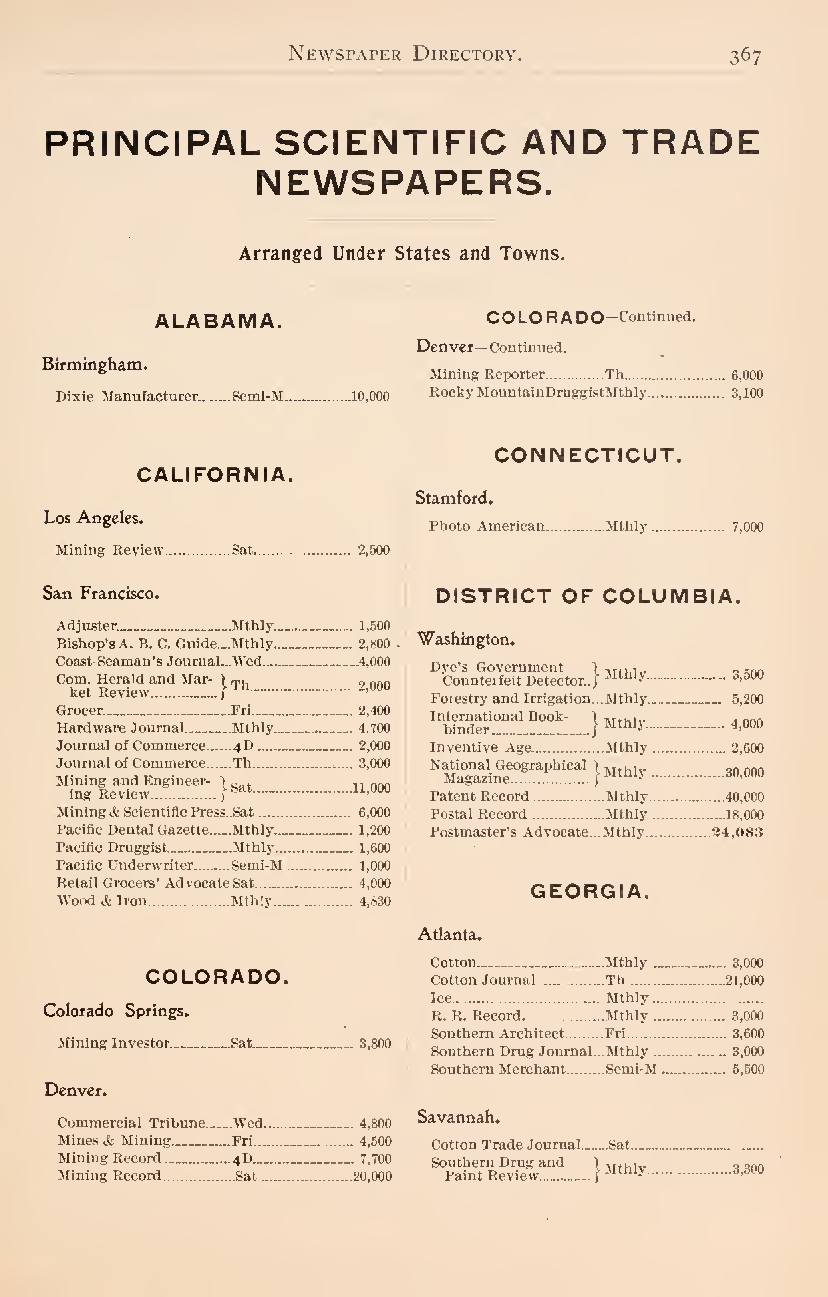 NEWSPAPER DIRECTORY. 367
PRINCIPAL SCIENTIFIC AND TRADE
NEWSPAPERS.
Arranged Under States and Towns.
ALABAMA.
Birmingham.
Dixie Manufacturer........Semi-M...............10,000
CALIFORNIA.
Los Angeles.
Mining Review...............Sat................... 2,500
San Francisco.
Adjuster.........................Mthly.................. 1,500
Bishop's A. B. C. Guide...Mthly.................. 2,800
Coast-Seaman's Journal...Wed.....................4,000
Com. Herald and Mar-
ket Review................} Th....................... 2,000
Grocer............................Fri....................... 2,400
Hardware Journal..........Mthly.................. 4,700
Journal of Commerce......4 D ..................... 2,000
Journal of Commerce......Th....................... 3,000
Mining and Engineer-
ing Review................} Sat......................11,000
Mining & Scientific Press..Sat ...................... 6,000
Pacific Dental Gazette.....Mthly.................. 1,200
Pacific Druggist..............Mthly.................. 1,600
Pacific Underwriter........Semi-M ............... 1,000
Retail Grocers' Advocate Sat...................... 4,000
Wood & Iron..................Mthly.................. 4,830
COLORADO.
Colorado Springs.
Mining Investor..............Sat....................... 3,800
Denver.
Commercial Tribune......Wed..................... 4,800
Mines & Mining.............Fri....................... 4,500
Mining Record...............4 D...................... 7,700
Mining Record................Sat .....................20,000
COLORADO—Continued.
Denver—Continued.
Mining Reporter.............Th....................... 6,000
Rocky MountainDruggistMthly.................. 3,100
CONNECTICUT.
Stamford.
Photo American.............Mthly ................. 7,000
DISTRICT OF COLUMBIA.
Washington.
Dye's Government
Counterfeit Detector..} Mthly.................. 3,500
Forestry and Irrigation...Mthly.................. 5,200
International Book-
binder......................} Mthly.................. 4,000
Inventive Age.................Mthly ................. 2,600
National Geographical
Magazine..................} Mthly .................30,000
Patent Record ................Mthly..................40,000
Postal Record .................Mthly .................18,000
Postmaster's Advocate...Mthly...............24,083
GEORGIA.
Atlanta.
Cotton............................Mthly ................. 3,000
Cotton Journal ..............Th .....................21,000
Ice................................. Mthly................. ......
R. R. Record. .........Mthly ................. 3,000
Southern Architect.........Fri....................... 3,600
Southern Drug Journal...Mthly ................. 3,000
Southern Merchant.........Semi-M ............... 5,500
Savannah.
Cotton Trade Journal......Sat...................... ......
Southern Drug and
Paint Review............} Mthly...................3,300